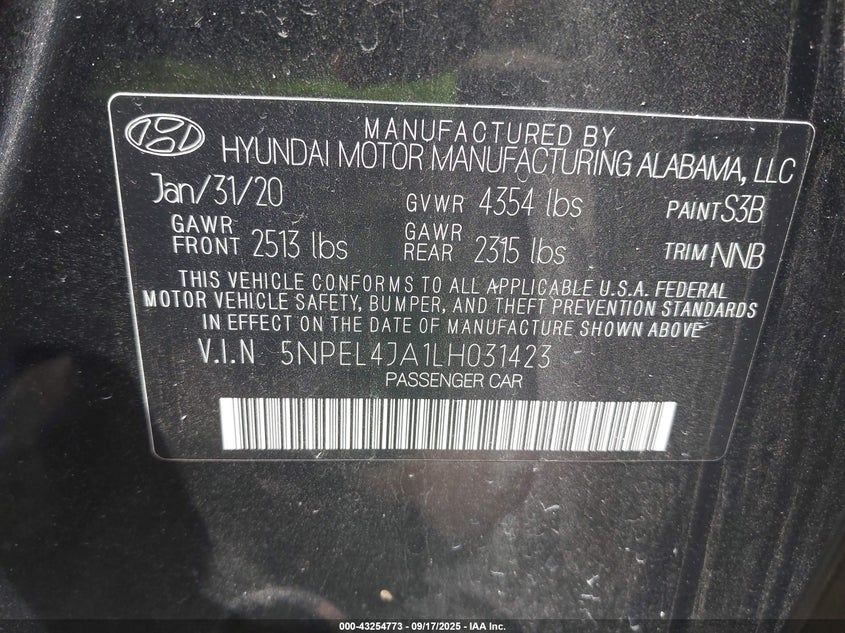 MANUFACTURED BY
HYUNDAI MOTOR MANUFACTURING ALABAMA, LLC
Jan/31/20 GVWR 4354 lbs PAINT S3B
GAWR FRONT 2513 lbs GAWR REAR 2315 lbs TRIM NNB
THIS VEHICLE CONFORMS TO ALL APPLICABLE U.S.A. FEDERAL
MOTOR VEHICLE SAFETY, BUMPER, AND THEFT PREVENTION STANDARDS
IN EFFECT ON THE DATE OF MANUFACTURE SHOWN ABOVE
V.I.N 5NPEL4JA1LH031423
PASSENGER CAR
000-43254773 - 09/17/2025 - IAA Inc.